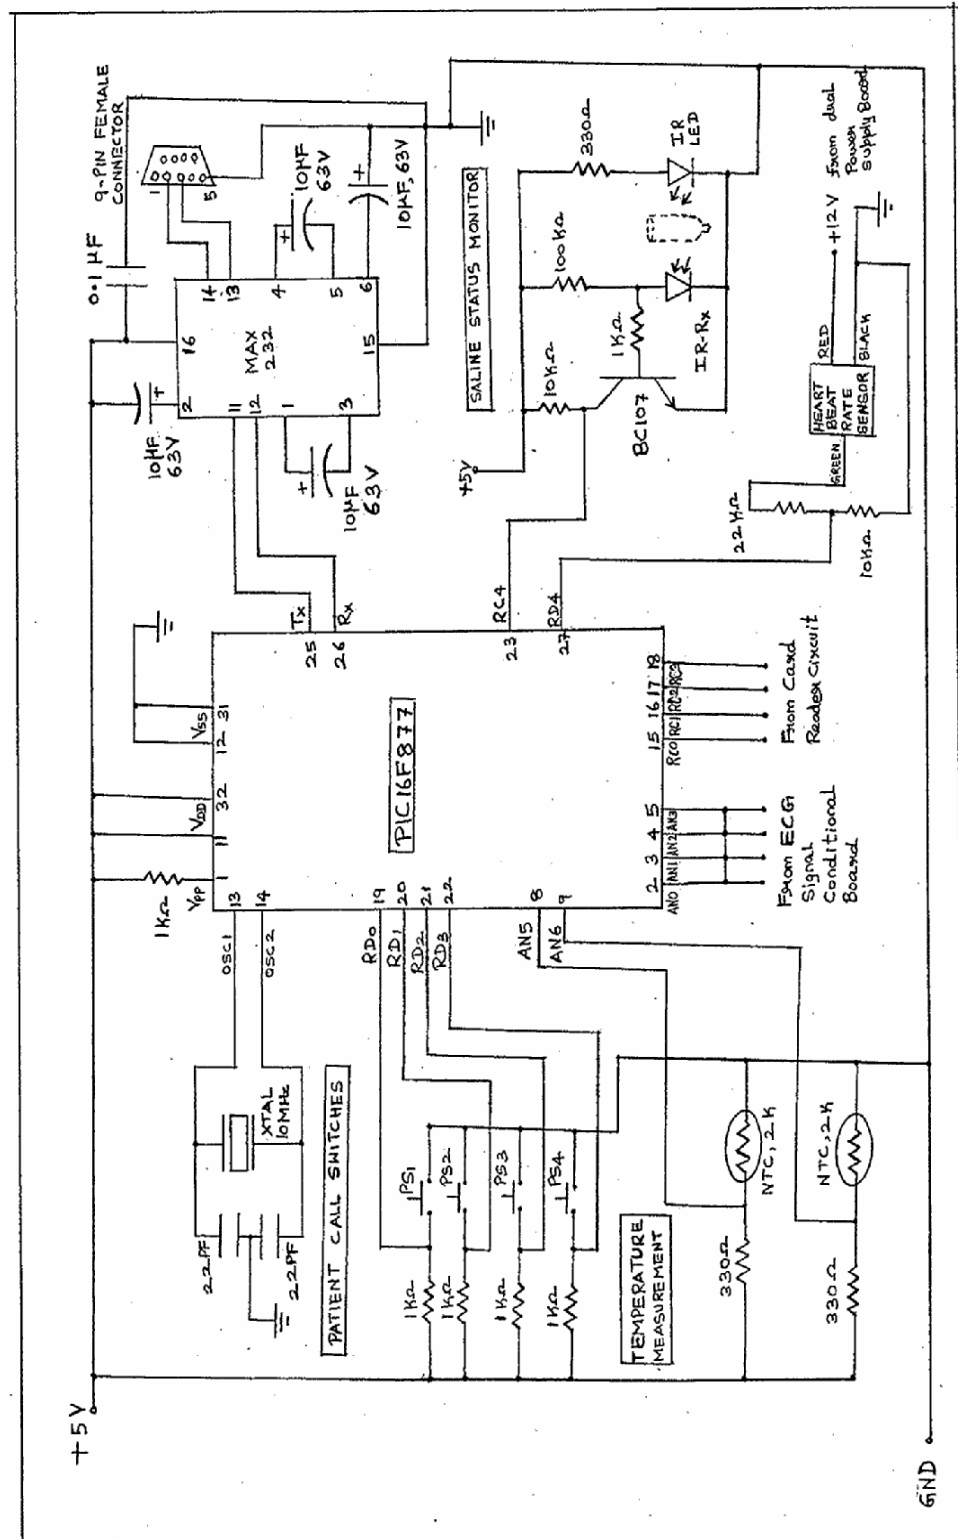 9-PIN FEMALE
CONNECTOR
1
5
0.1 µF
10µF
63V
10µF, 63V
+
+
14
13
4
5
6
16
MAX
232
15
2
11
12
1
3
+
10µF
63V
+
10µF
63V
SALINE STATUS MONITOR
330Ω
IR
LED
100KΩ
1KΩ
IR-Rx
10KΩ
BC107
+5V
+12V
From dual
Power
Supply Board
RED
BLACK
HEART
BEAT
RATE
SENSOR
GREEN
22KΩ
10KΩ
Tx
25
26
Rx
RC4
23
RD4
27
VSS
12
31
VDD
11
32
VPP
1
1KΩ
PIC16F877
15
16
17
18
RC0
RC1
RC2
RC3
From Card
Reader Circuit
2
3
4
5
AN0
AN1
AN2
AN3
From ECG
Signal
Conditional
Board
13
14
OSC1
OSC2
19
20
21
22
RD0
RD1
RD2
RD3
8
9
AN5
AN6
XTAL
10MHz
22PF
22PF
PATIENT CALL SWITCHES
PS1
PS2
PS3
PS4
1KΩ
1KΩ
1KΩ
1KΩ
TEMPERATURE
MEASUREMENT
NTC, 2K
NTC, 2K
330Ω
330Ω
+5V
GND